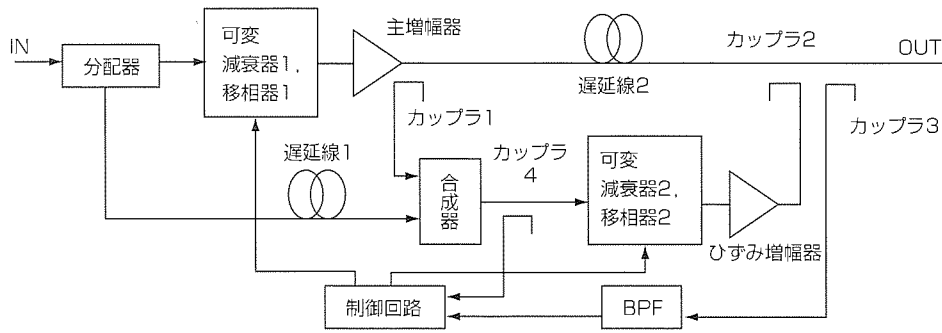 IN
分配器
可変
減衰器1,
移相器1
主増幅器
遅延線2
カップラ2
OUT
カップラ1
カップラ3
遅延線1
合成器
カップラ
4
可変
減衰器2,
移相器2
ひずみ増幅器
制御回路
BPF